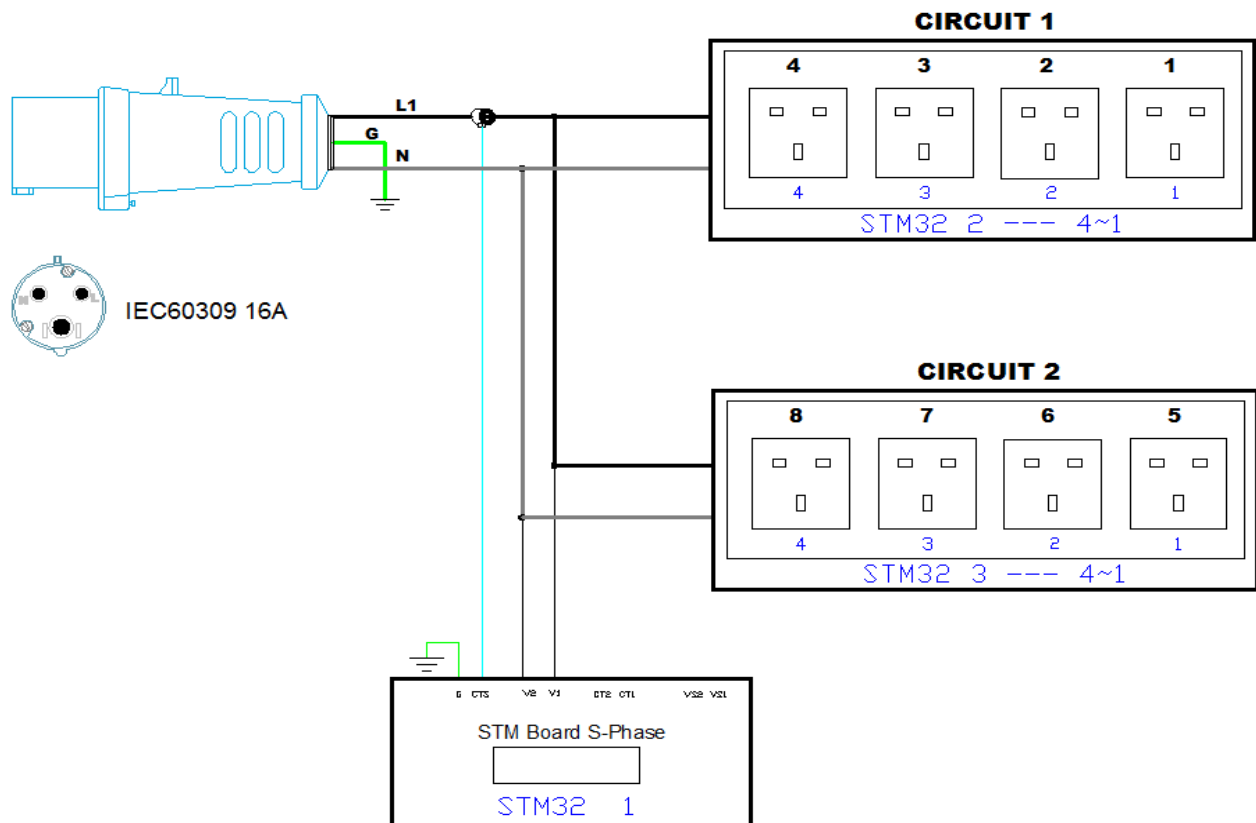 CIRCUIT 1
4 3 2 1
L1
G
N
4 3 2 1
STM32 2 --- 4~1
N L
IEC60309 16A
CIRCUIT 2
8 7 6 5
4 3 2 1
STM32 3 --- 4~1
G CT3 V2 V1 CT2 CT1 VS2 VS1
STM Board S-Phase
STM32 1